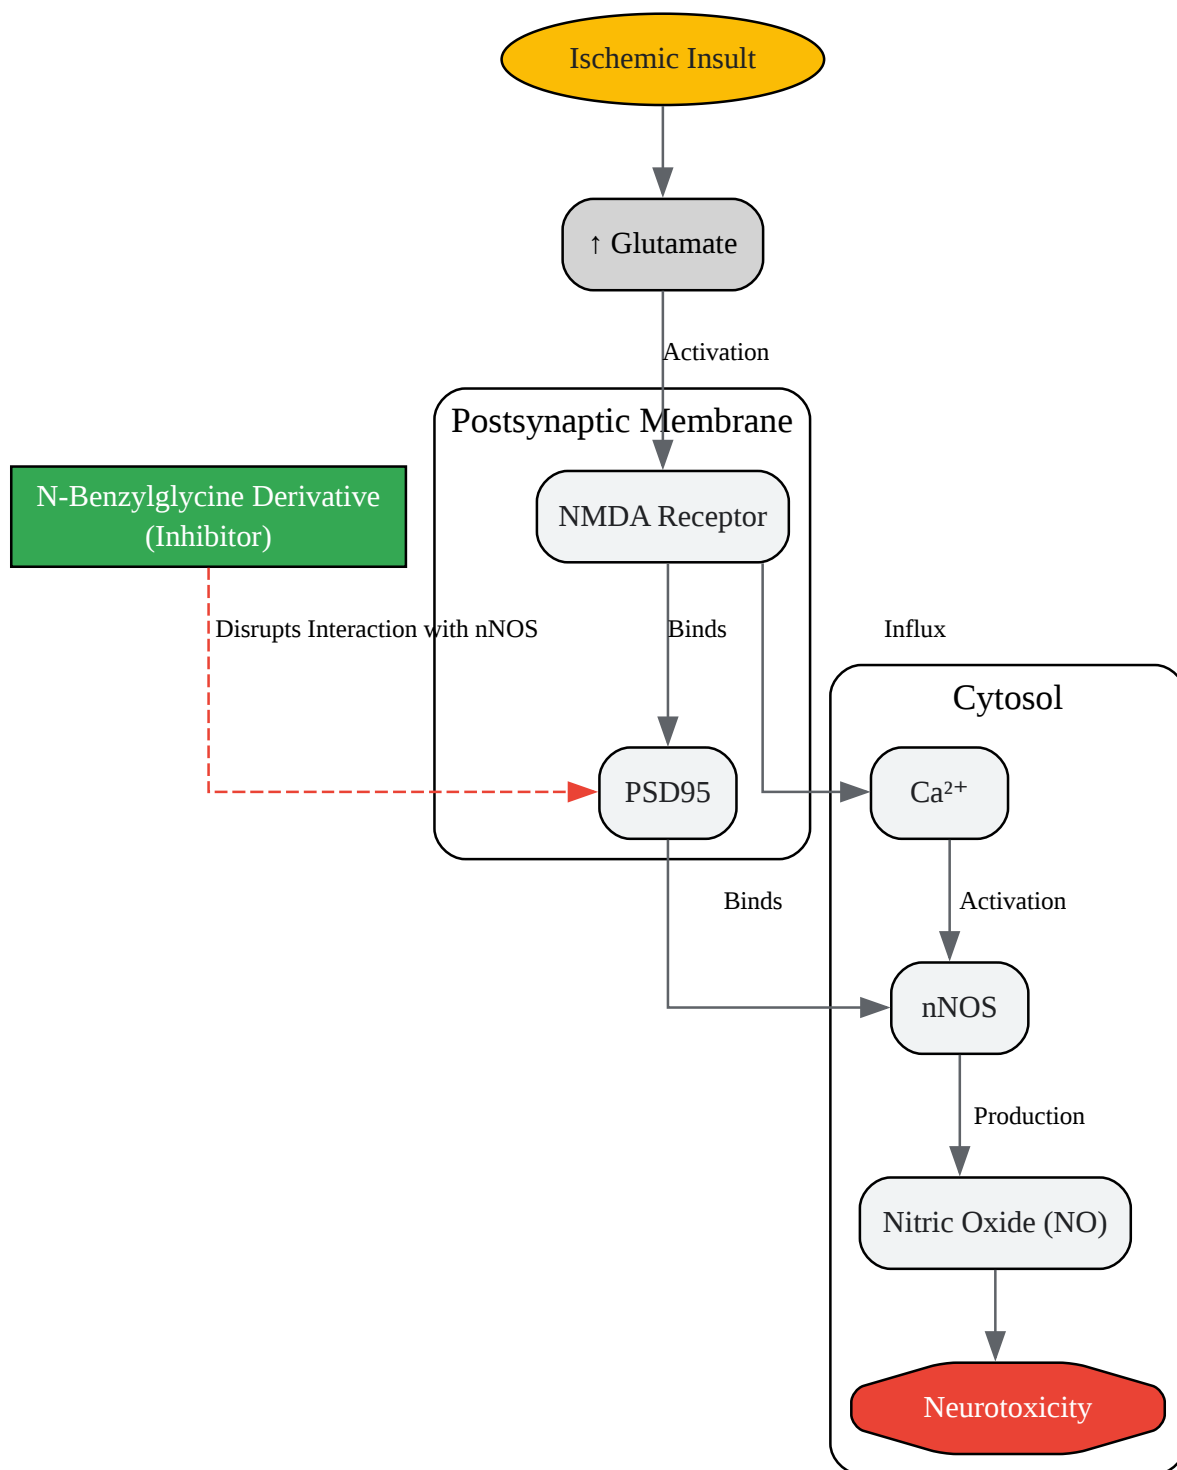 Ischemic Insult
↑ Glutamate
Activation
Postsynaptic Membrane
N-Benzylglycine Derivative
(Inhibitor)
NMDA Receptor
Disrupts Interaction with nNOS
Binds
Influx
Cytosol
PSD95
Ca²⁺
Binds
Activation
nNOS
Production
Nitric Oxide (NO)
Neurotoxicity